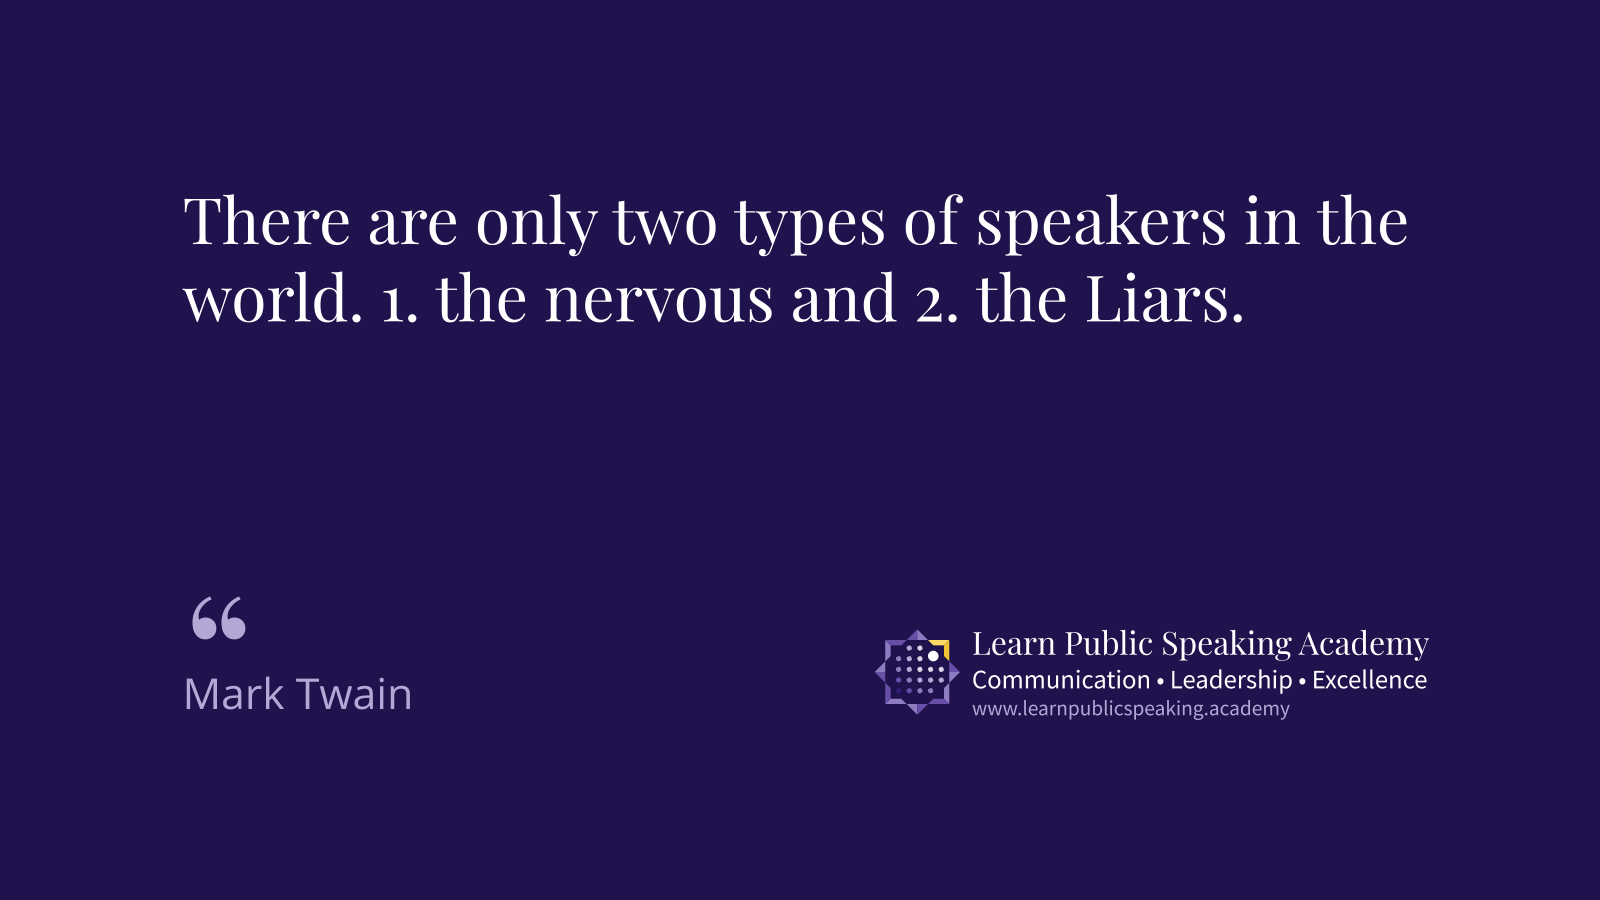 There are only two types of speakers in the
world. 1. the nervous and 2. the Liars.
“
Mark Twain
Learn Public Speaking Academy
Communication • Leadership • Excellence
www.learnpublicspeaking.academy